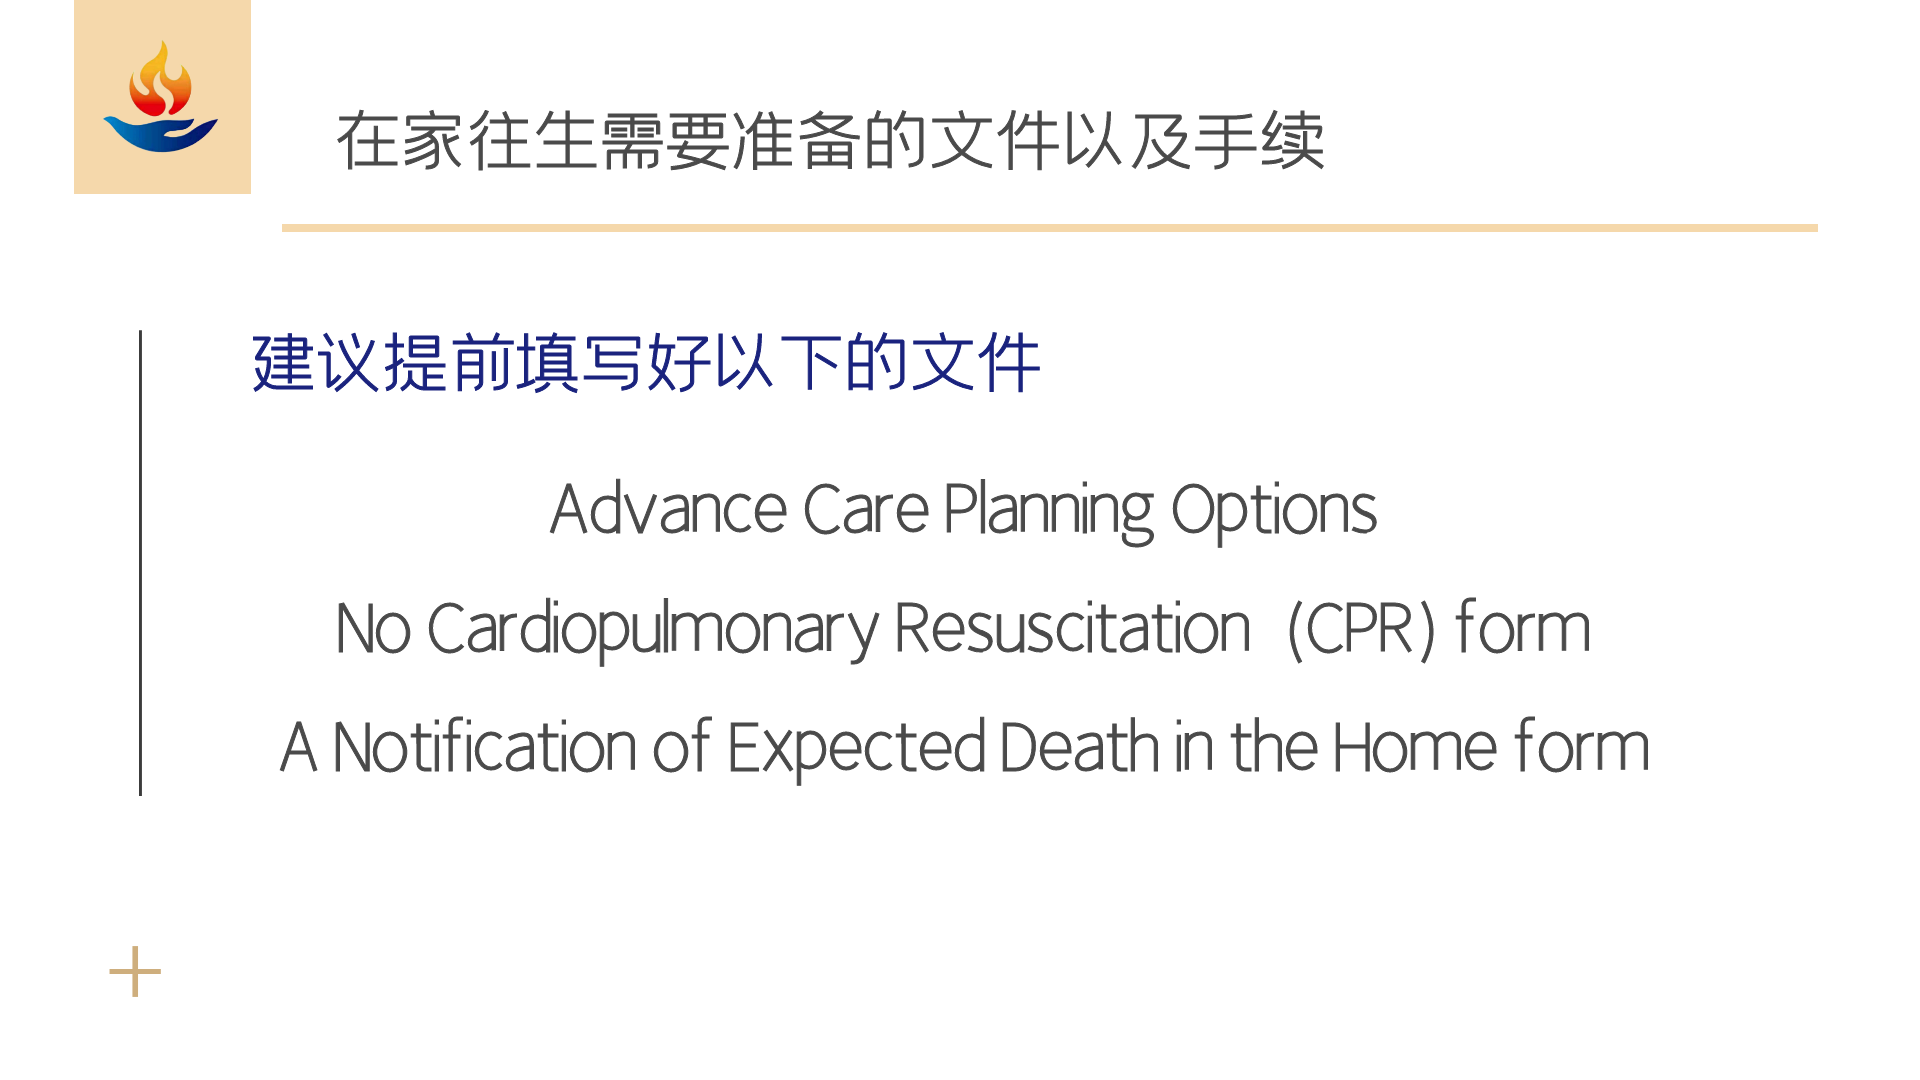 在家往生需要准备的文件以及手续
建议提前填写好以下的文件
Advance Care Planning Options
No Cardiopulmonary Resuscitation（CPR）form
A Notification of Expected Death in the Home form